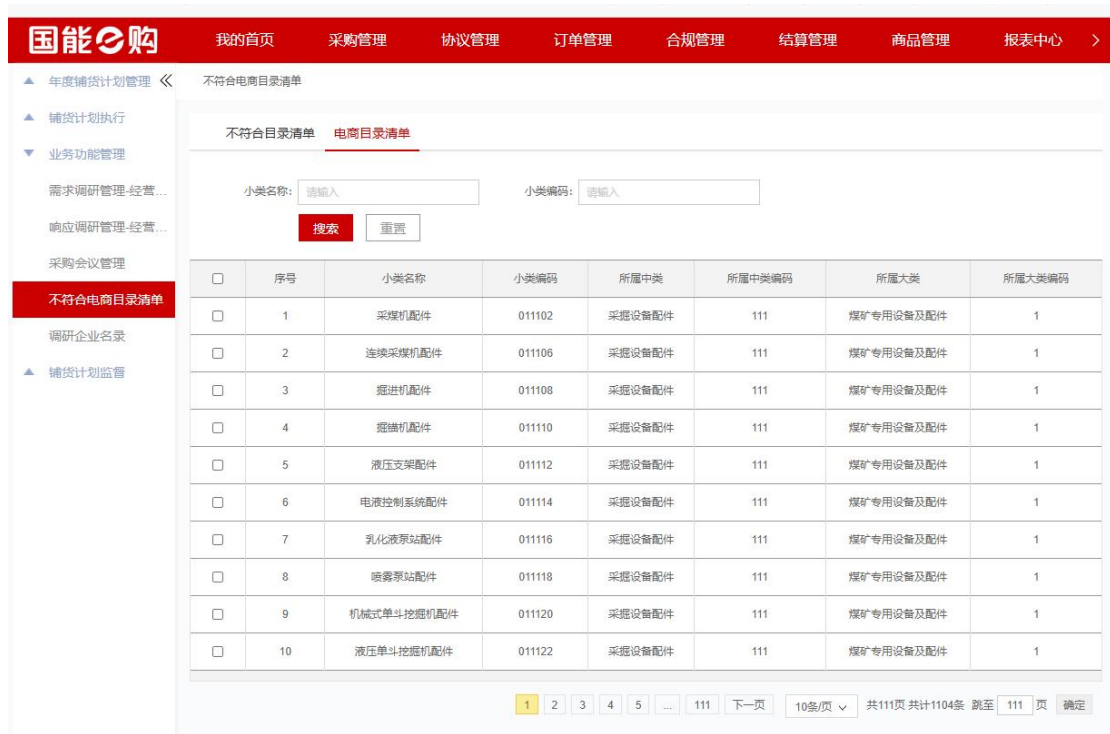 国能e购 我的首页 采购管理 协议管理 订单管理 合规管理 结算管理 商品管理 报表中心 >
年度铺货计划管理 «
铺货计划执行
业务功能管理
需求调研管理-经营...
响应调研管理-经营...
采购会议管理
不符合电商目录清单
调研企业名录
铺货计划监督
不符合电商目录清单
不符合目录清单 电商目录清单
小类名称: 请输入 小类编码: 请输入
搜索 重置
序号 小类名称 小类编码 所属中类 所属中类编码 所属大类 所属大类编码
1 采煤机配件 011102 采掘设备配件 111 煤矿专用设备及配件 1
2 连续采煤机配件 011106 采掘设备配件 111 煤矿专用设备及配件 1
3 掘进机配件 011108 采掘设备配件 111 煤矿专用设备及配件 1
4 掘锚机配件 011110 采掘设备配件 111 煤矿专用设备及配件 1
5 液压支架配件 011112 采掘设备配件 111 煤矿专用设备及配件 1
6 电液控制系统配件 011114 采掘设备配件 111 煤矿专用设备及配件 1
7 乳化液泵站配件 011116 采掘设备配件 111 煤矿专用设备及配件 1
8 喷雾泵站配件 011118 采掘设备配件 111 煤矿专用设备及配件 1
9 机械式单斗挖掘机配件 011120 采掘设备配件 111 煤矿专用设备及配件 1
10 液压单斗挖掘机配件 011122 采掘设备配件 111 煤矿专用设备及配件 1
1 2 3 4 5 ... 111 下一页 10条/页 共111页 共计1104条 跳至 111 页 确定